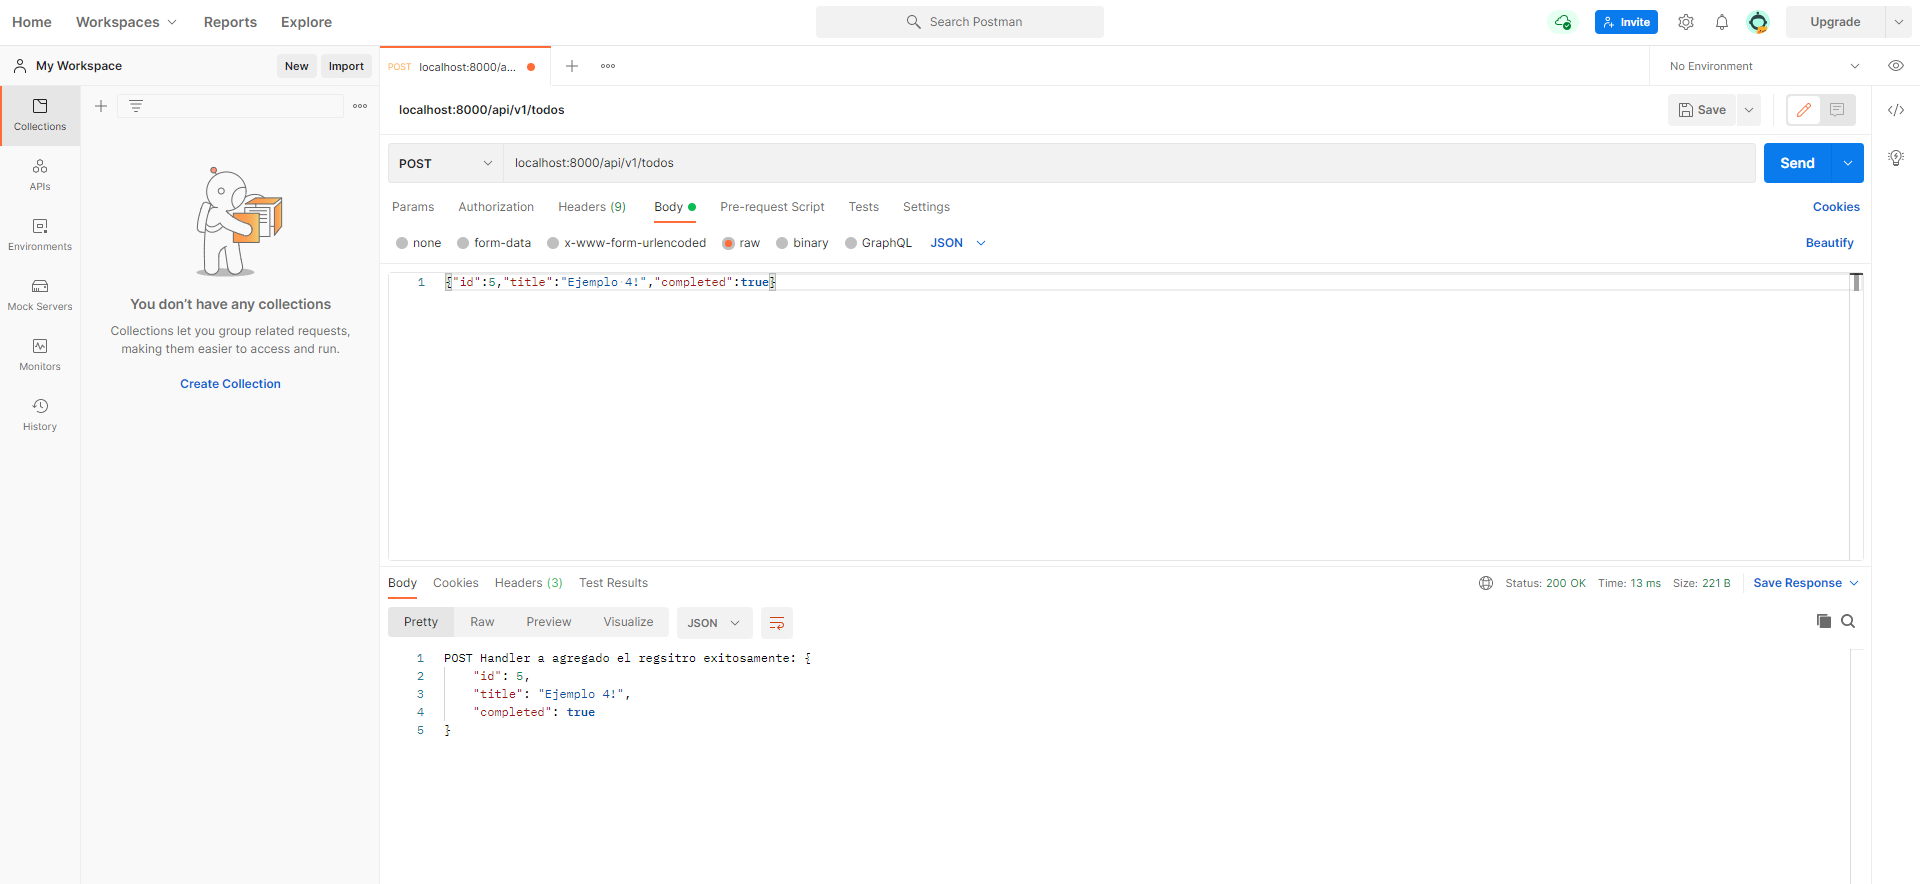 Home Workspaces Reports Explore Search Postman Invite Upgrade
My Workspace New Import POST localhost:8000/a... No Environment
Collections
APIs
Environments
Mock Servers
Monitors
History
You don't have any collections
Collections let you group related requests,
making them easier to access and run.
Create Collection
localhost:8000/api/v1/todos Save
POST localhost:8000/api/v1/todos Send
Params Authorization Headers (9) Body Pre-request Script Tests Settings Cookies
none form-data x-www-form-urlencoded raw binary GraphQL JSON Beautify
1 {"id":5,"title":"Ejemplo 4!","completed":true}
Body Cookies Headers (3) Test Results Status: 200 OK Time: 13 ms Size: 221 B Save Response
Pretty Raw Preview Visualize JSON
1 POST Handler a agregado el regsitro exitosamente: {
2 "id": 5,
3 "title": "Ejemplo 4!",
4 "completed": true
5 }